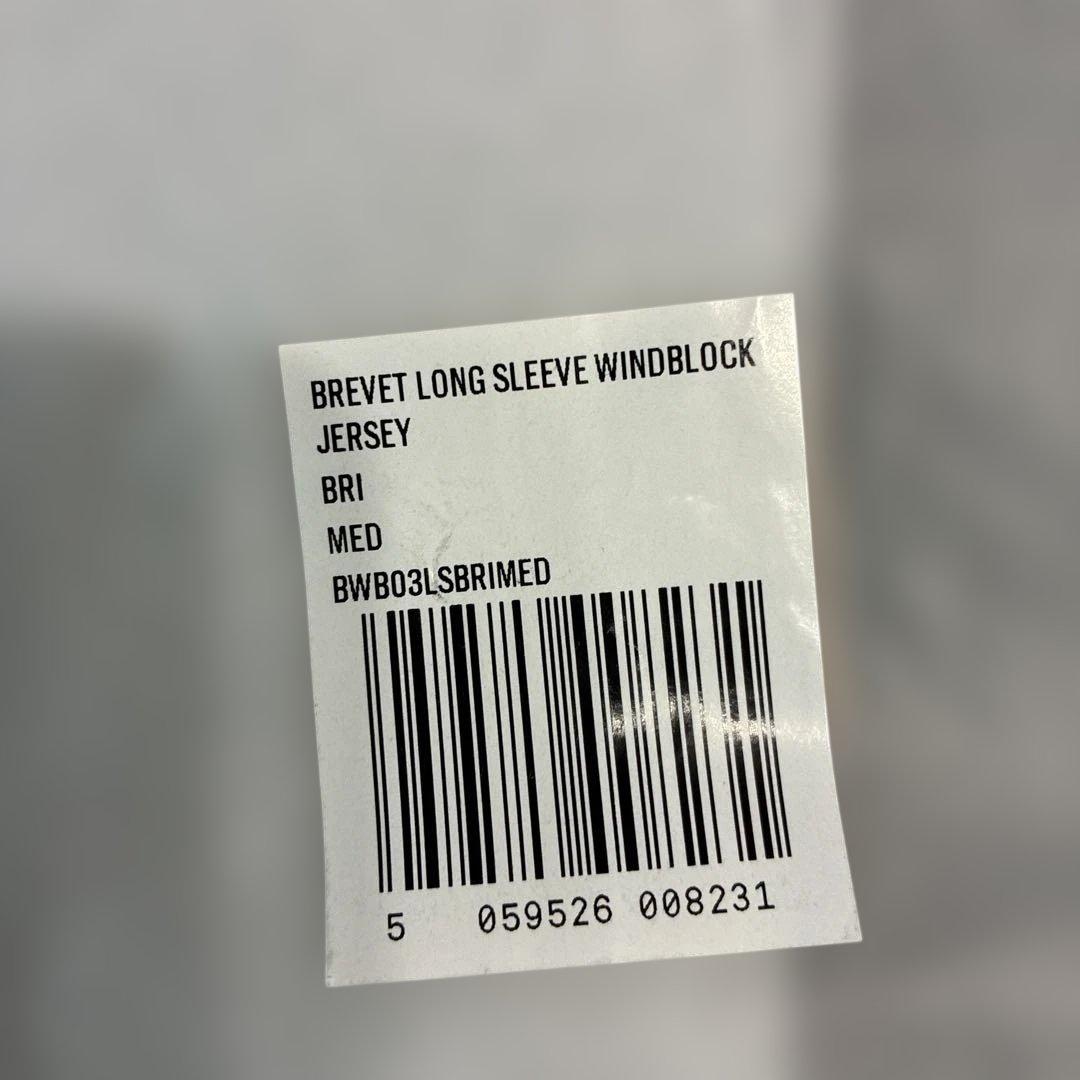 BREVET LONG SLEEVE WINDBLOCK
JERSEY
BRI
MED
BWB03LSBRIMED
5 059526 008231